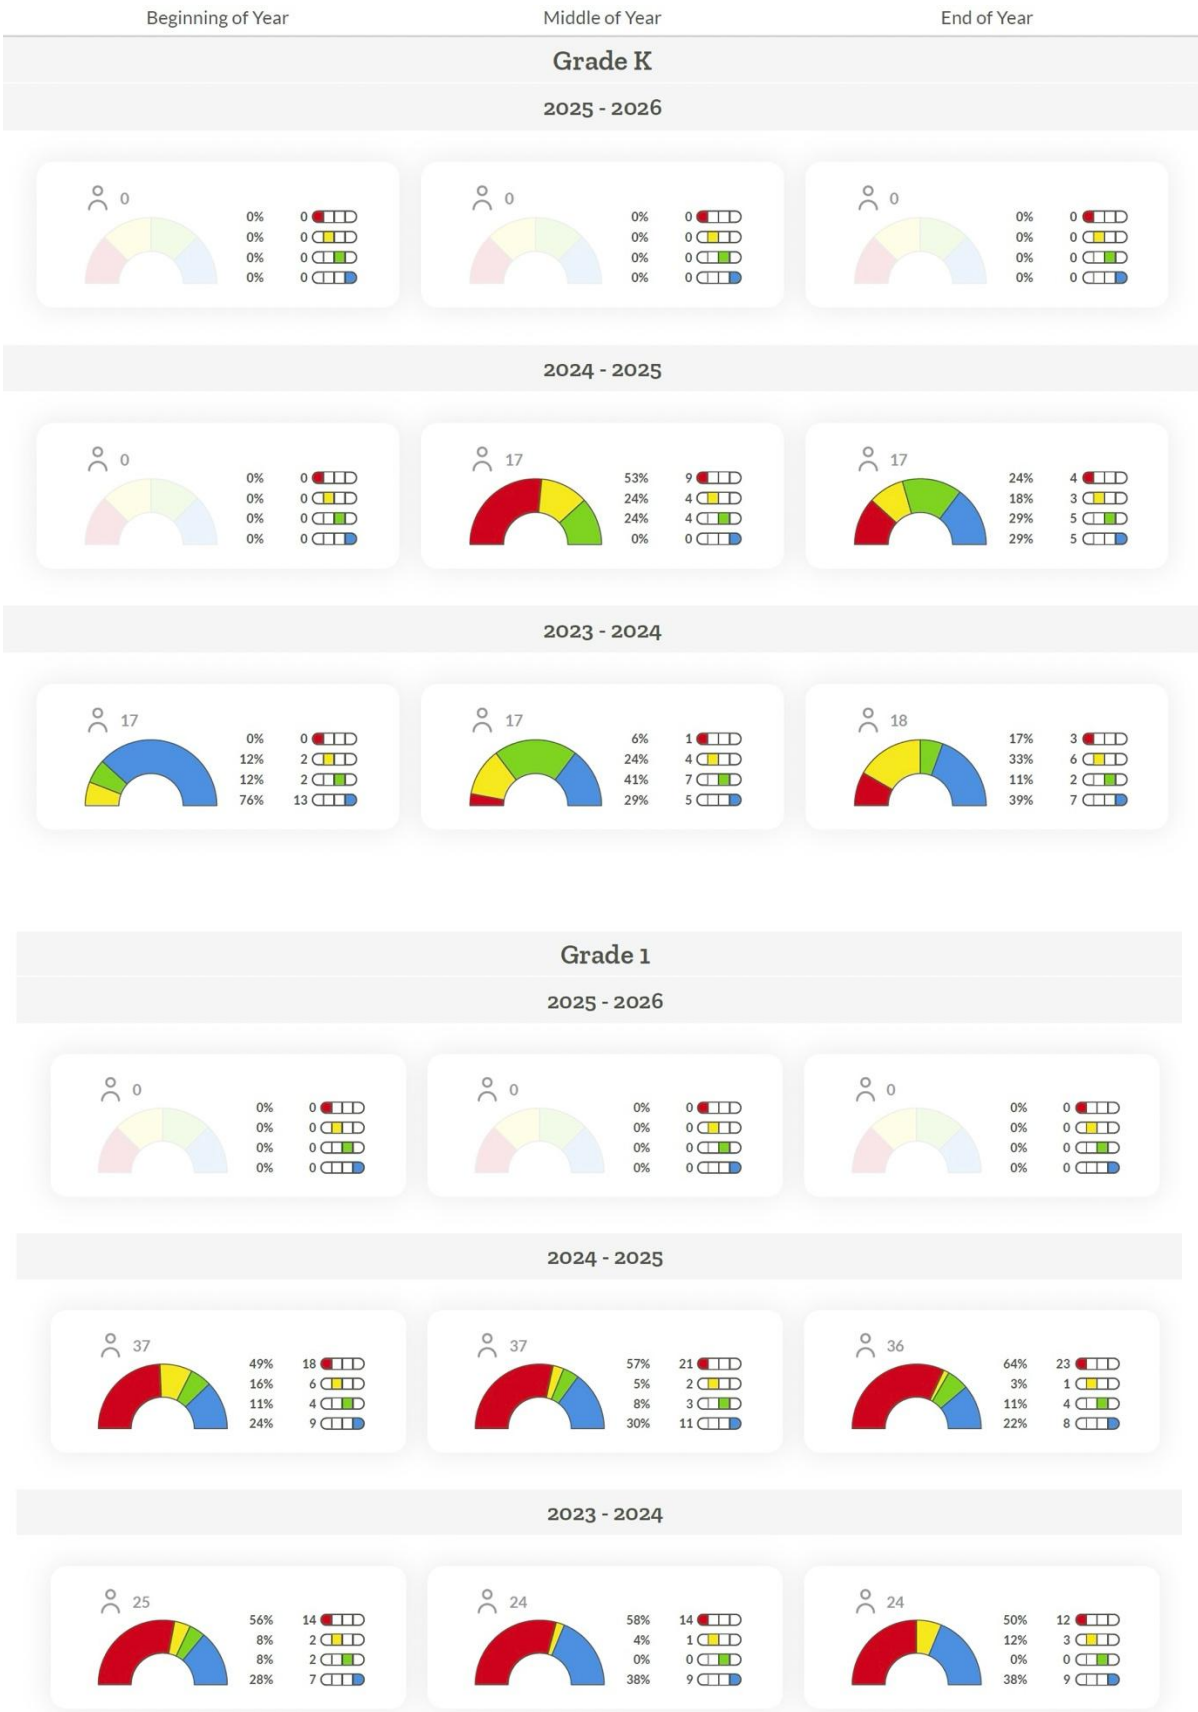 Beginning of Year Middle of Year End of Year
Grade K
2025 - 2026
0 0 0
0% 0 0% 0 0% 0
0% 0 0% 0 0% 0
0% 0 0% 0 0% 0
0% 0 0% 0 0% 0
2024 - 2025
0 17 17
0% 0 53% 9 24% 4
0% 0 24% 4 18% 3
0% 0 24% 4 29% 5
0% 0 0% 0 29% 5
2023 - 2024
17 17 18
0% 0 6% 1 17% 3
12% 2 24% 4 33% 6
12% 2 41% 7 11% 2
76% 13 29% 5 39% 7
Grade 1
2025 - 2026
0 0 0
0% 0 0% 0 0% 0
0% 0 0% 0 0% 0
0% 0 0% 0 0% 0
0% 0 0% 0 0% 0
2024 - 2025
37 37 36
49% 18 57% 21 64% 23
16% 6 5% 2 3% 1
11% 4 8% 3 11% 4
24% 9 30% 11 22% 8
2023 - 2024
25 24 24
56% 14 58% 14 50% 12
8% 2 4% 1 12% 3
8% 2 0% 0 0% 0
28% 7 38% 9 38% 9